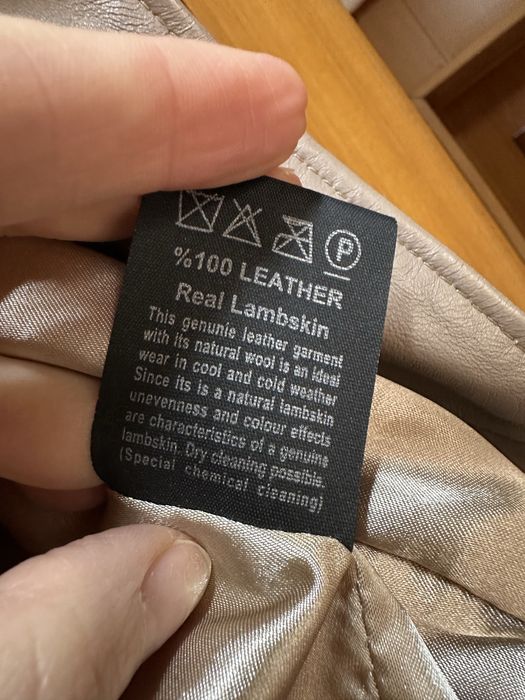 P
%100 LEATHER
Real Lambskin
This genunie leather garment
with its natural wool is an ideal
wear in cool and cold weather
Since its is a natural lambskin
unevenness and colour effects
are characteristics of a genuine
lambskin. Dry cleaning possible.
(Special chemical cleaning)